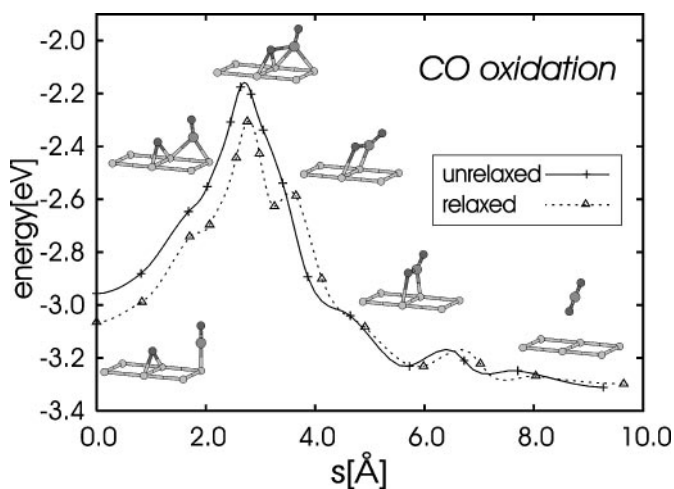 CO oxidation
unrelaxed
relaxed
energy[eV]
-2.0
-2.2
-2.4
-2.6
-2.8
-3.0
-3.2
-3.4
0.0 2.0 4.0 6.0 8.0 10.0
s[Å]